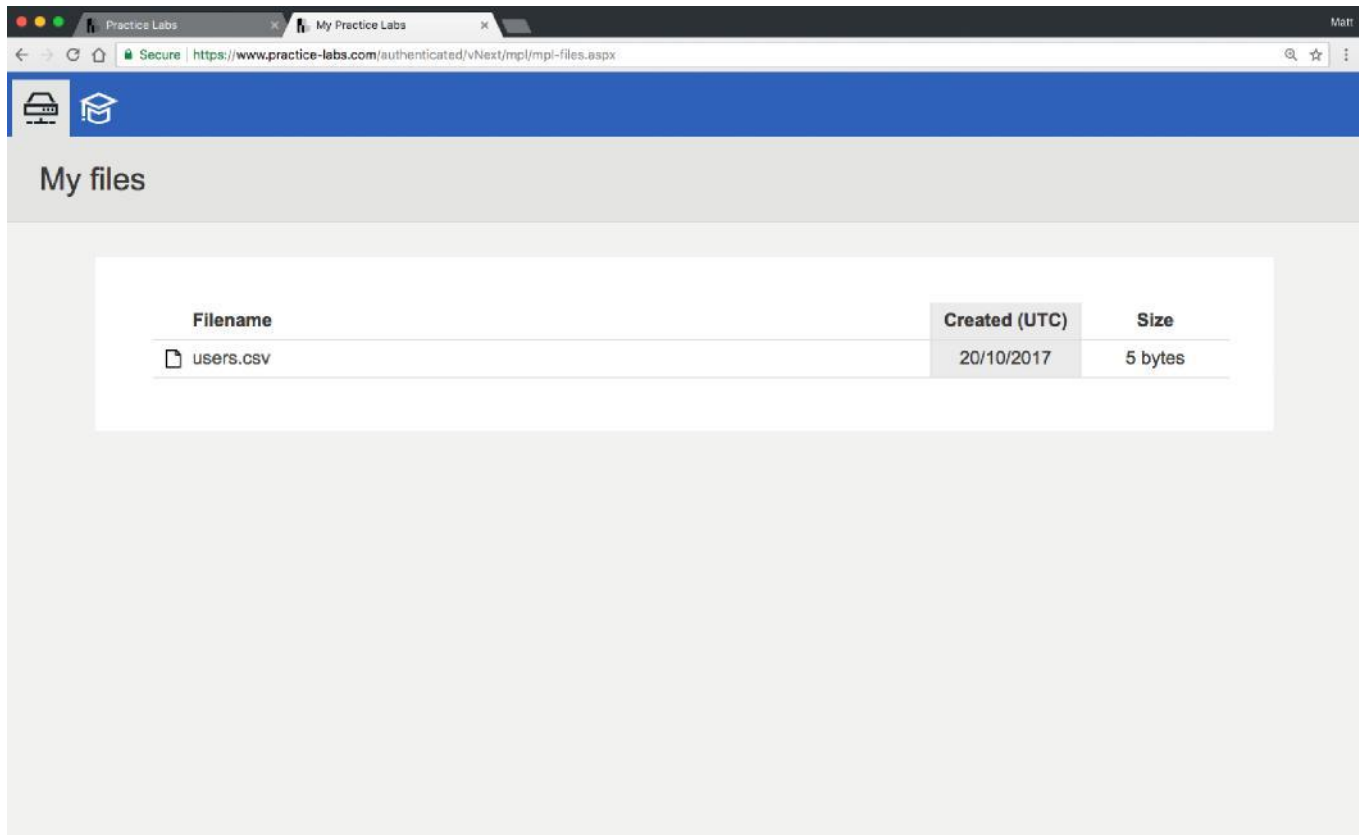 Practice Labs
My Practice Labs
Matt
Secure https://www.practice-labs.com/authenticated/vNext/mpl/mpl-files.aspx
My files
Filename Created (UTC) Size
users.csv 20/10/2017 5 bytes